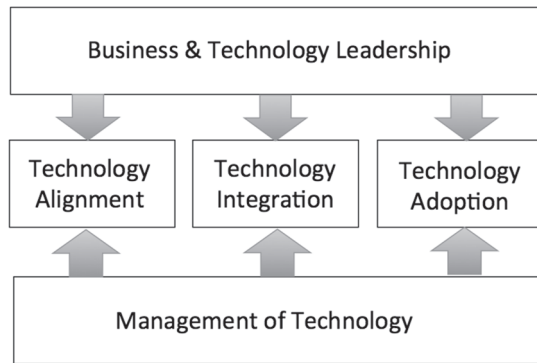 Business & Technology Leadership
Technology
Alignment
Technology
Integration
Technology
Adoption
Management of Technology